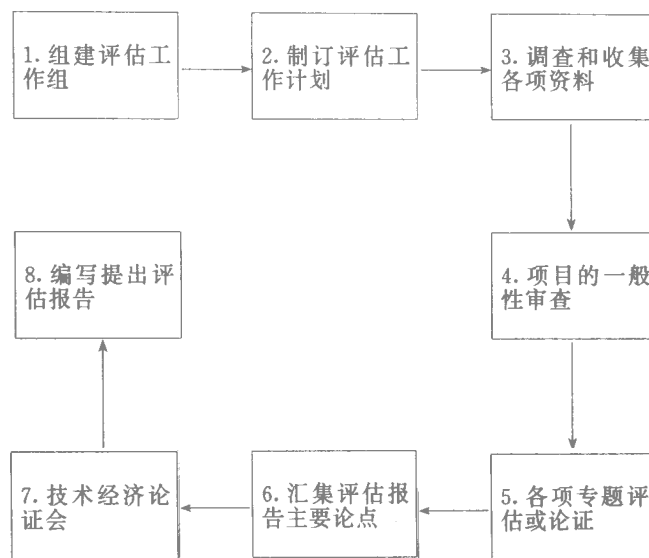 1. 组建评估工
作组
2. 制订评估工
作计划
3. 调查和收集
各项资料
4. 项目的一般
性审查
5. 各项专题评
估或论证
6. 汇集评估报
告主要论点
7. 技术经济论
证会
8. 编写提出评
估报告